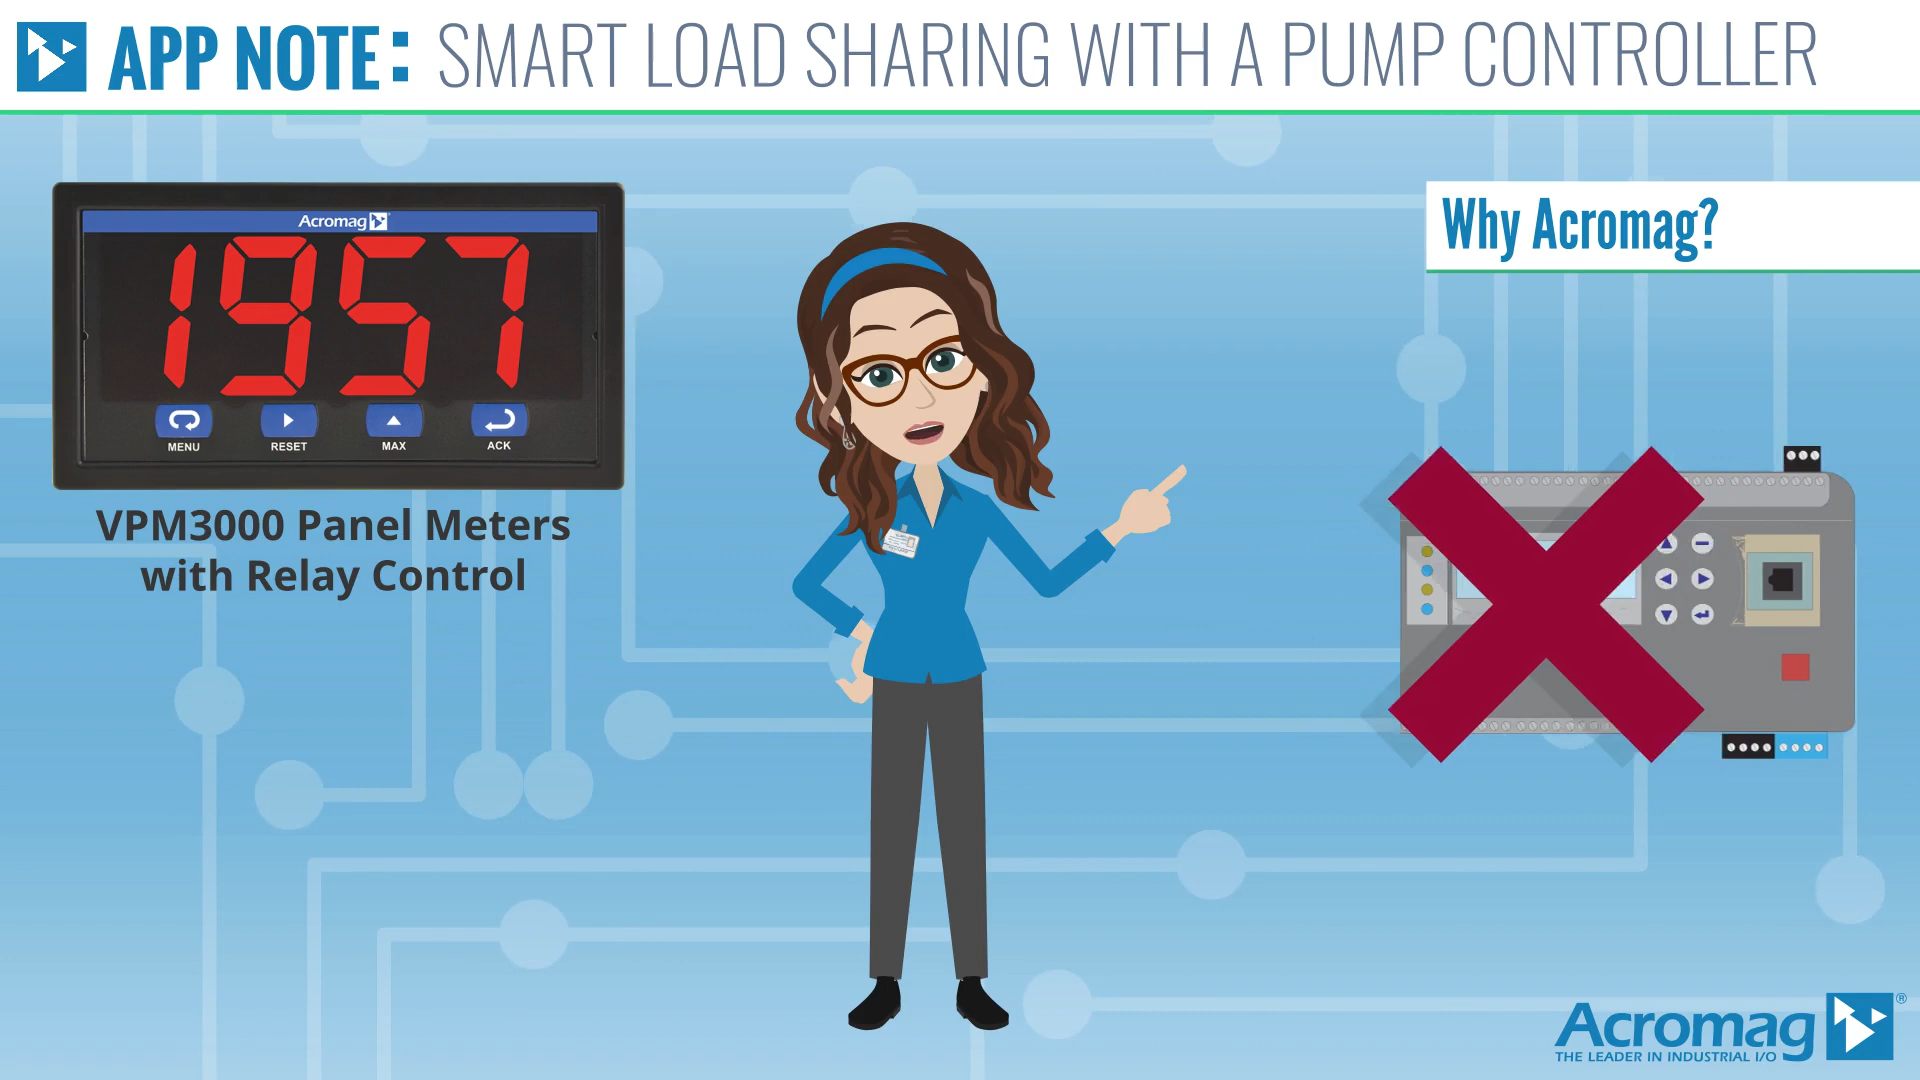 APP NOTE: SMART LOAD SHARING WITH A PUMP CONTROLLER
Acromag
1957
MENU RESET MAX ACK
VPM3000 Panel Meters
with Relay Control
Why Acromag?
Acromag®
THE LEADER IN INDUSTRIAL I/O